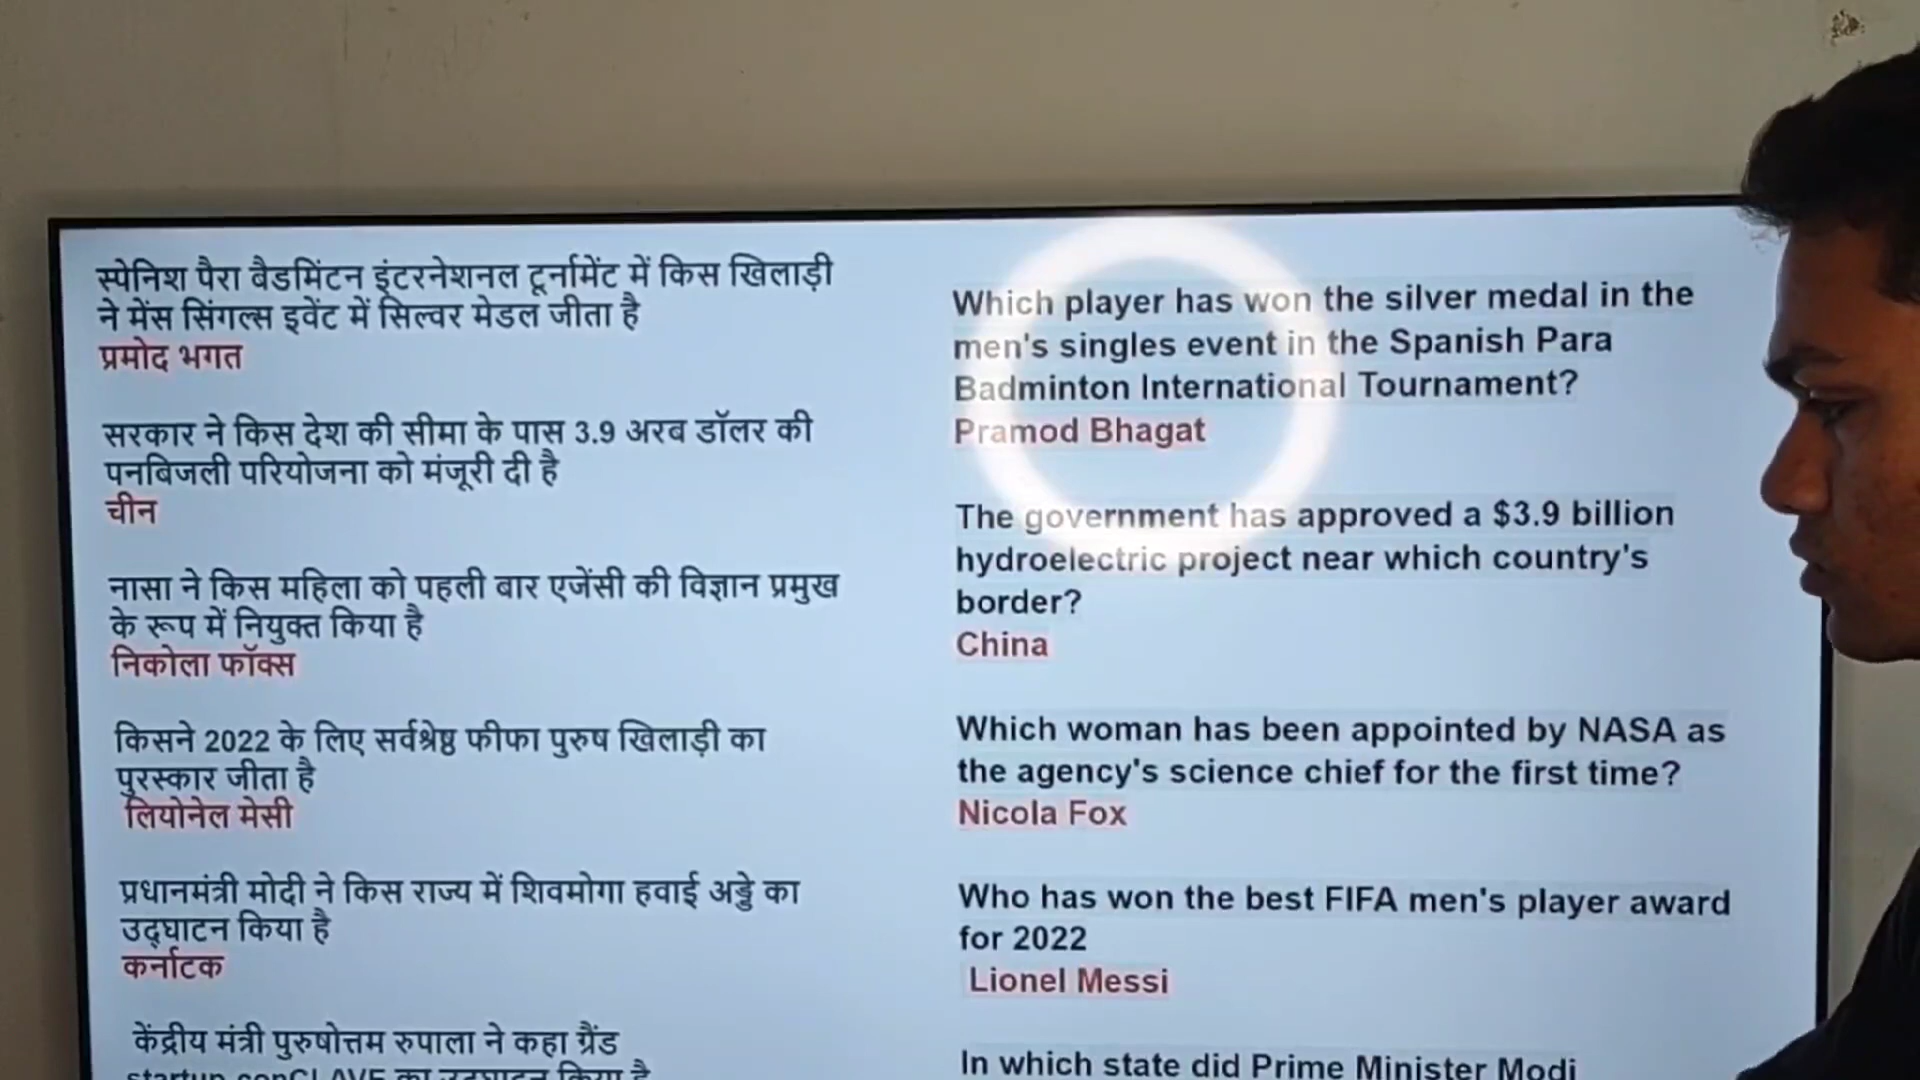 स्पेनिश पैरा बैडमिंटन इंटरनेशनल टूर्नामेंट में किस खिलाड़ी
ने मेंस सिंगल्स इवेंट में सिल्वर मेडल जीता है
प्रमोद भगत
सरकार ने किस देश की सीमा के पास 3.9 अरब डॉलर की
पनबिजली परियोजना को मंजूरी दी है
चीन
नासा ने किस महिला को पहली बार एजेंसी की विज्ञान प्रमुख
के रूप में नियुक्त किया है
निकोला फॉक्स
किसने 2022 के लिए सर्वश्रेष्ठ फीफा पुरुष खिलाड़ी का
पुरस्कार जीता है
लियोनेल मेसी
प्रधानमंत्री मोदी ने किस राज्य में शिवमोगा हवाई अड्डे का
उद्घाटन किया है
कर्नाटक
केंद्रीय मंत्री पुरुषोत्तम रुपाला ने कहा ग्रैंड
startup conCLAVE का उदघाटन किया है
Which player has won the silver medal in the
men's singles event in the Spanish Para
Badminton International Tournament?
Pramod Bhagat
The government has approved a $3.9 billion
hydroelectric project near which country's
border?
China
Which woman has been appointed by NASA as
the agency's science chief for the first time?
Nicola Fox
Who has won the best FIFA men's player award
for 2022
Lionel Messi
In which state did Prime Minister Modi